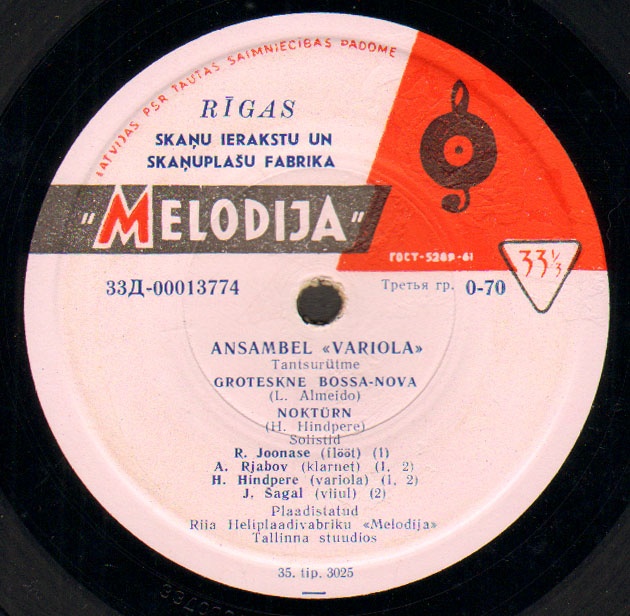 LATVIJAS PSR TAUTAS SAIMNIECĪBAS PADOME
RĪGAS
SKAŅU IERAKSTU UN
SKAŅUPLAŠU FABRIKA
"MELODIJA"
ГОСТ-5289-61
33⅓
33Д-00013774
Третья гр. 0-70
ANSAMBEL «VARIOLA»
Tantsurütme
GROTESKNE BOSSA-NOVA
(L. Almeido)
NOKTÜRN
(H. Hindpere)
Solistid
R. Joonase (flööt) (1)
A. Rjabov (klarnet) (1, 2)
H. Hindpere (variola) (1, 2)
J. Šagal (viiul) (2)
Plaadistatud
Riia Heliplaadivabriku «Melodija»
Tallinna stuudios
35. tip. 3025